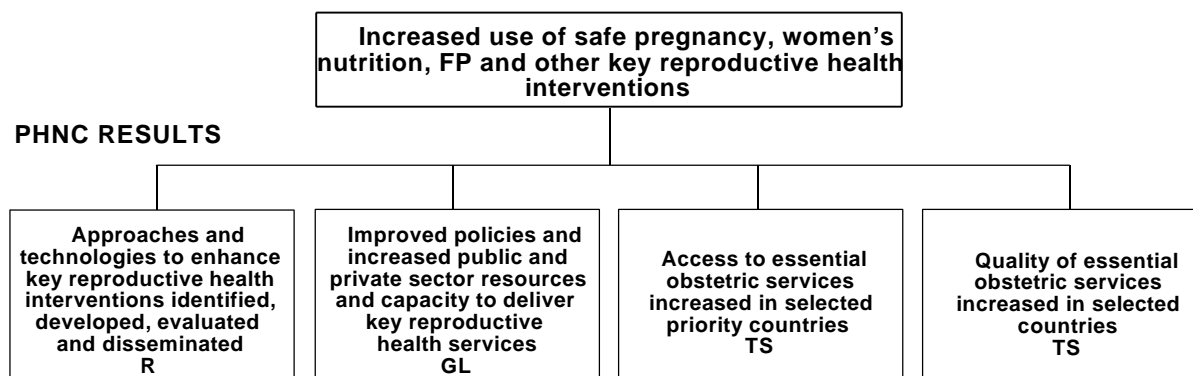 Increased use of safe pregnancy, women's
nutrition, FP and other key reproductive health
interventions
PHNC RESULTS
Approaches and
technologies to enhance
key reproductive health
interventions identified,
developed, evaluated
and disseminated
R
Improved policies and
increased public and
private sector resources
and capacity to deliver
key reproductive
health services
GL
Access to essential
obstetric services
increased in selected
priority countries
TS
Quality of essential
obstetric services
increased in selected
countries
TS